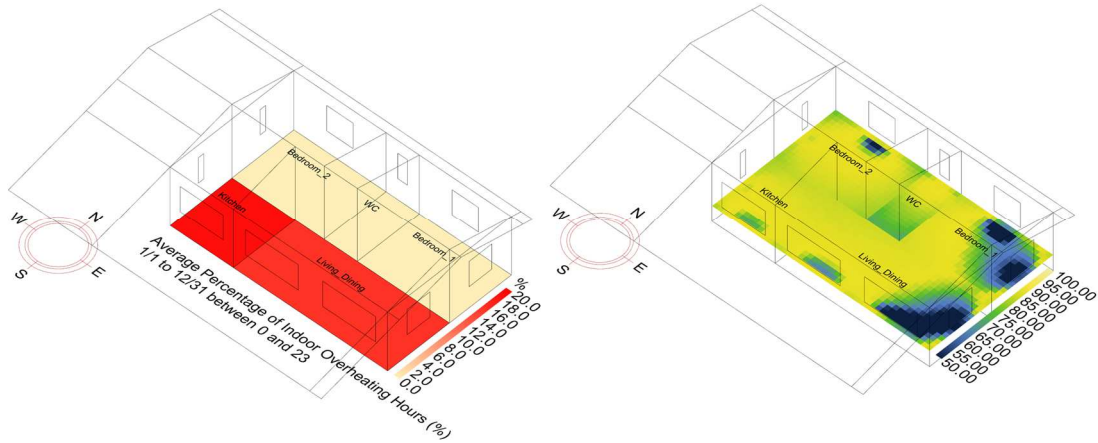 Bedroom_2
Kitchen
WC
Living_Dining
Bedroom_1
N
W
S
E
Average Percentage of Indoor Overheating Hours (%)
1/1 to 12/31 between 0 and 23
%
20.0
18.0
16.0
14.0
12.0
10.0
8.0
6.0
4.0
2.0
0.0
Bedroom_2
Kitchen
WC
Living_Dining
Bedroom_1
N
W
S
E
100.00
95.00
90.00
85.00
80.00
75.00
70.00
65.00
60.00
55.00
50.00